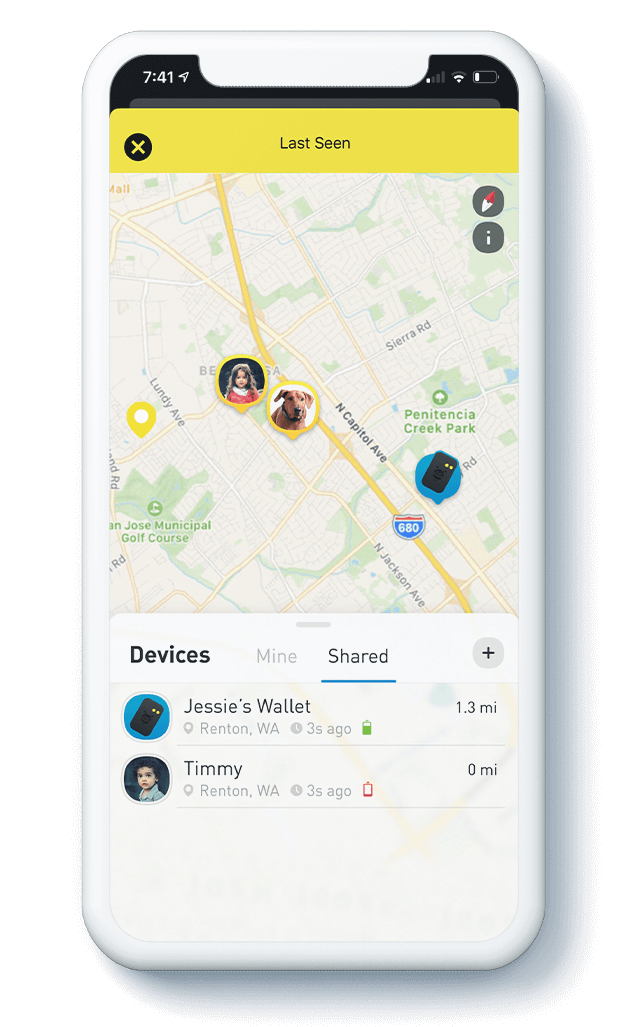 7:41
Last Seen
Mall
Sierra Rd
BE
SA
Lundy Ave
N Capitol Ave
Penitencia
Creek Park
Rd
nd Rd
680
an Jose Municipal
Golf Course
Rd
N Jackson Ave
Devices
Mine
Shared
+
Jessie's Wallet
1.3 mi
Renton, WA
3s ago
Timmy
0 mi
Renton, WA
3s ago